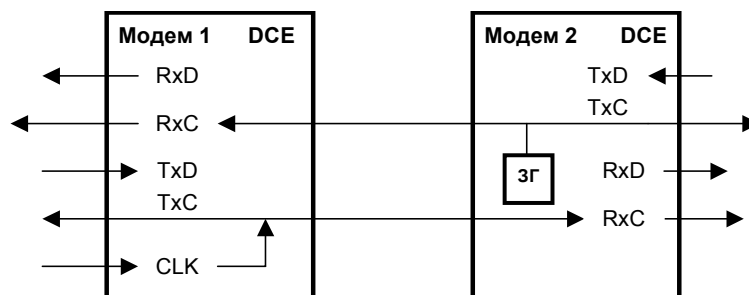 Модем 1 DCE
RxD
RxC
TxD
TxC
CLK
Модем 2 DCE
TxD
TxC
ЗГ
RxD
RxC